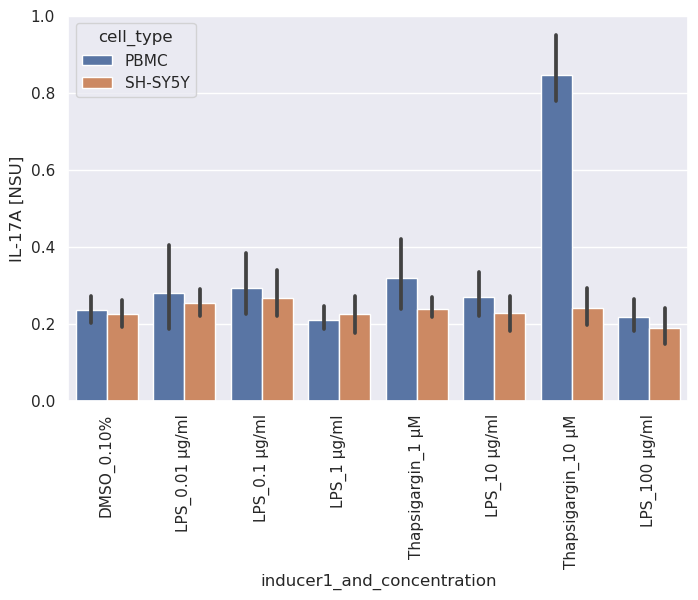 1.0
0.8
0.6
0.4
0.2
0.0
IL-17A [NSU]
cell_type
PBMC
SH-SY5Y
DMSO_0.10%
LPS_0.01 μg/ml
LPS_0.1 μg/ml
LPS_1 μg/ml
Thapsigargin_1 μM
LPS_10 μg/ml
Thapsigargin_10 μM
LPS_100 μg/ml
inducer1_and_concentration